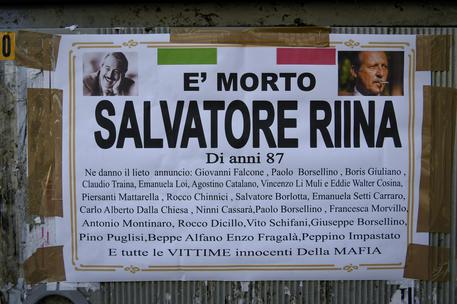 0
E' MORTO
SALVATORE RIINA
Di anni 87
Ne danno il lieto annuncio: Giovanni Falcone , Paolo Borsellino , Boris Giuliano ,
Claudio Traina, Emanuela Loi, Agostino Catalano, Vincenzo Li Muli e Eddie Walter Cosina,
Piersanti Mattarella , Rocco Chinnici , Salvatore Borlotta, Emanuela Setti Carraro,
Carlo Alberto Dalla Chiesa , Ninni Cassarà,Paolo Borsellino , Francesca Morvillo,
Antonio Montinaro, Rocco Dicillo,Vito Schifani,Giuseppe Borsellino,
Pino Puglisi,Beppe Alfano Enzo Fragalà,Peppino Impastato
E tutte le VITTIME innocenti Della MAFIA